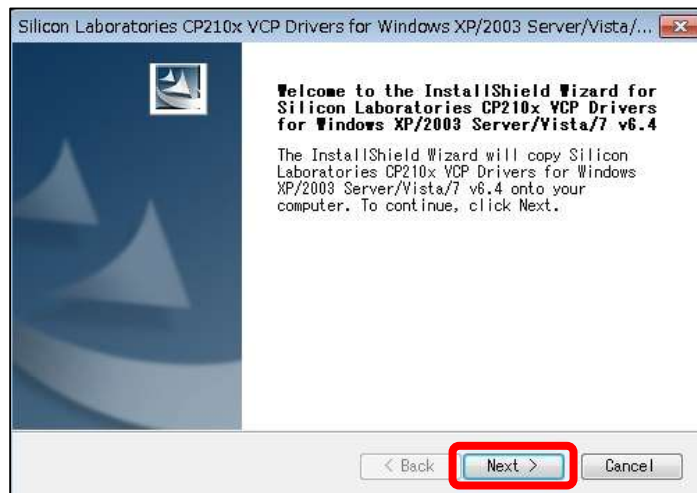 Silicon Laboratories CP210x VCP Drivers for Windows XP/2003 Server/Vista/...
Welcome to the InstallShield Wizard for
Silicon Laboratories CP210x VCP Drivers
for Windows XP/2003 Server/Vista/7 v6.4
The InstallShield Wizard will copy Silicon
Laboratories CP210x VCP Drivers for Windows
XP/2003 Server/Vista/7 v6.4 onto your
computer. To continue, click Next.
< Back
Next >
Cancel